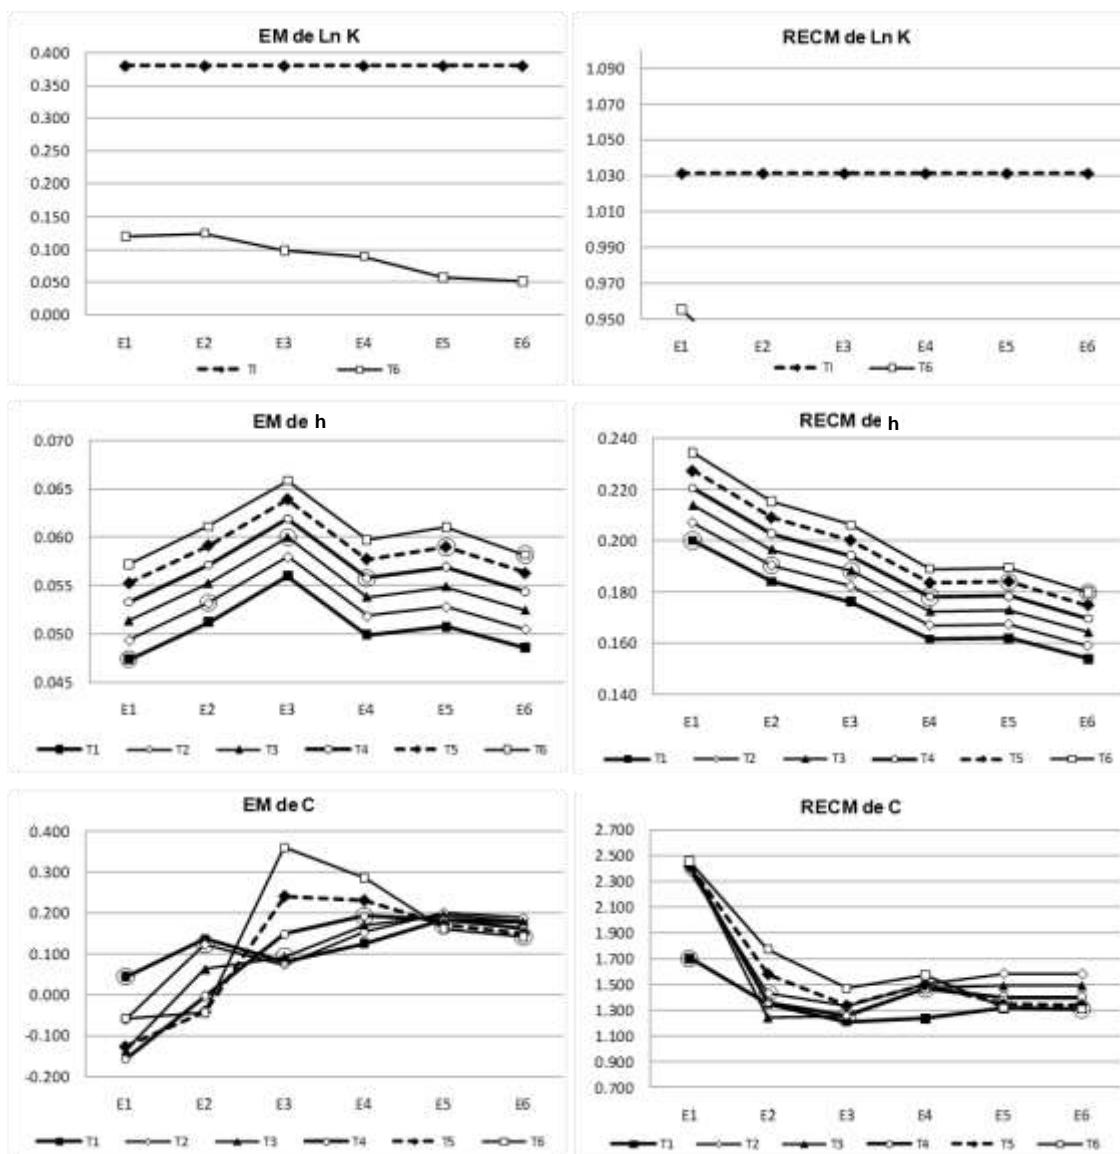 EM de Ln K
0.400
0.350
0.300
0.250
0.200
0.150
0.100
0.050
0.000
E1 E2 E3 E4 E5 E6
TI T6
RECM de Ln K
1.090
1.070
1.050
1.030
1.010
0.990
0.970
0.950
E1 E2 E3 E4 E5 E6
TI T6
EM de h
0.070
0.065
0.060
0.055
0.050
0.045
E1 E2 E3 E4 E5 E6
T1 T2 T3 T4 T5 T6
RECM de h
0.240
0.220
0.200
0.180
0.160
0.140
E1 E2 E3 E4 E5 E6
T1 T2 T3 T4 T5 T6
EM de C
0.400
0.300
0.200
0.100
0.000
-0.100
-0.200
E1 E2 E3 E4 E5 E6
T1 T2 T3 T4 T5 T6
RECM de C
2.700
2.500
2.300
2.100
1.900
1.700
1.500
1.300
1.100
0.900
0.700
E1 E2 E3 E4 E5 E6
T1 T2 T3 T4 T5 T6